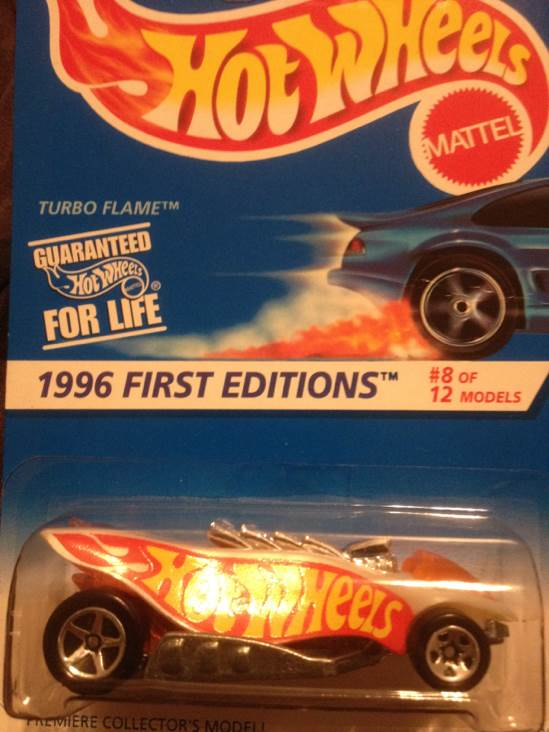 HOT WHEELS
MATTEL
TURBO FLAME™
GUARANTEED
HOT WHEELS
FOR LIFE®
1996 FIRST EDITIONS™
#8 OF
12 MODELS
HOT WHEELS
PREMIERE COLLECTOR'S MODEL!